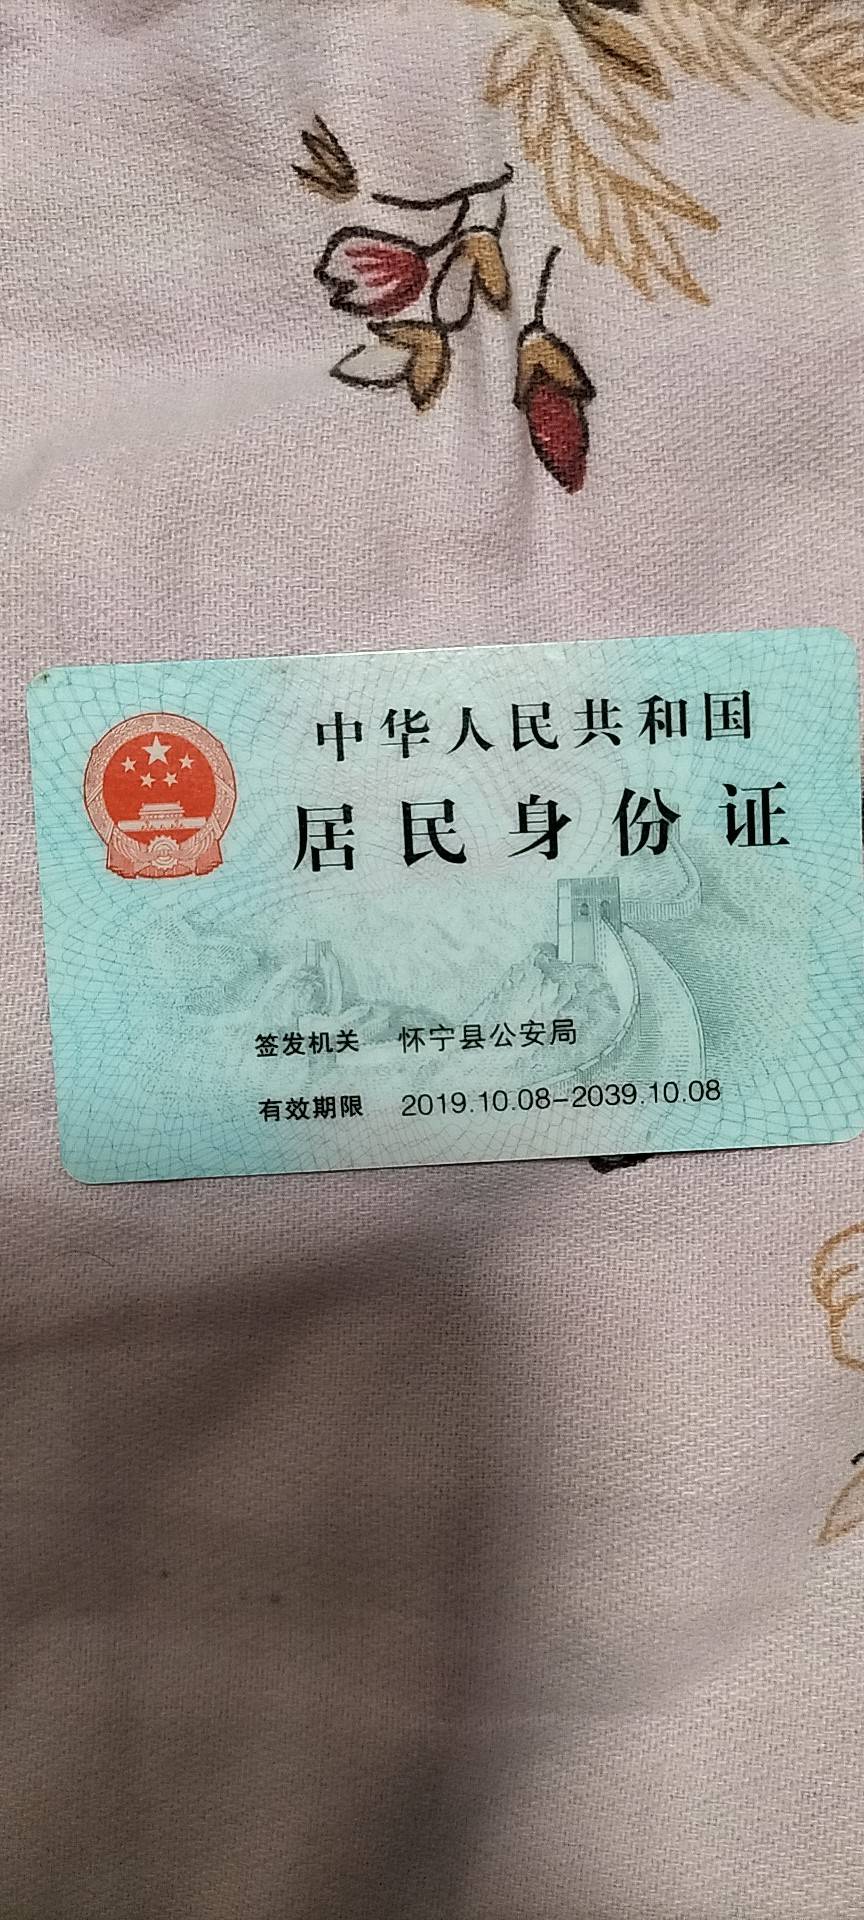 中华人民共和国
居民身份证
签发机关 怀宁县公安局
有效期限 2019.10.08-2039.10.08